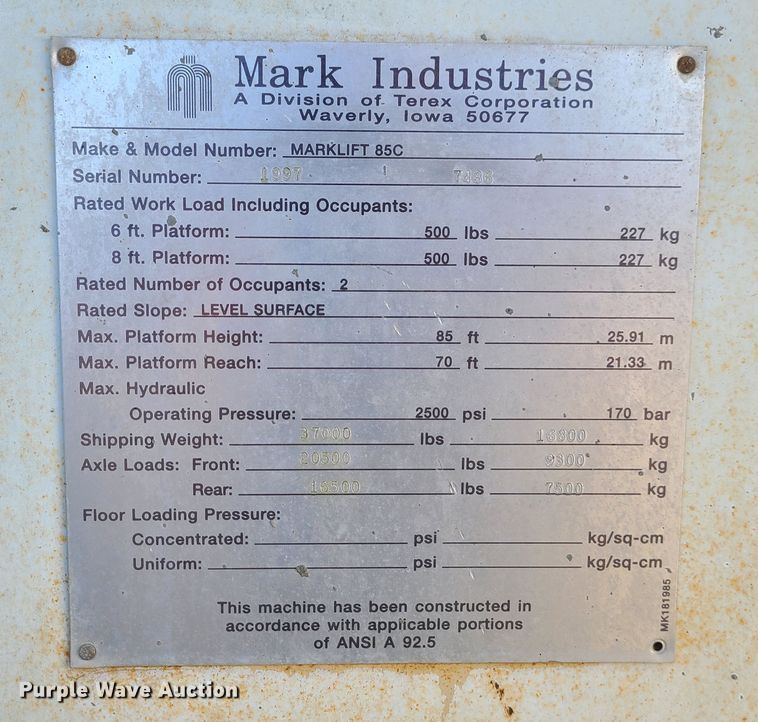 Mark Industries
A Division of Terex Corporation
Waverly, Iowa 50677
Make & Model Number: MARKLIFT 85C
Serial Number: 1997
Rated Work Load Including Occupants:
6 ft. Platform: 500 lbs 227 kg
8 ft. Platform: 500 lbs 227 kg
Rated Number of Occupants: 2
Rated Slope: LEVEL SURFACE
Max. Platform Height: 85 ft 25.91 m
Max. Platform Reach: 70 ft 21.33 m
Max. Hydraulic
Operating Pressure: 2500 psi 170 bar
Shipping Weight: 37000 lbs kg
Axle Loads: Front: 20500 lbs 9300 kg
Rear: 16500 lbs 7500 kg
Floor Loading Pressure:
Concentrated: psi kg/sq-cm
Uniform: psi kg/sq-cm
This machine has been constructed in
accordance with applicable portions
of ANSI A 92.5
MK181985
Purple Wave Auction